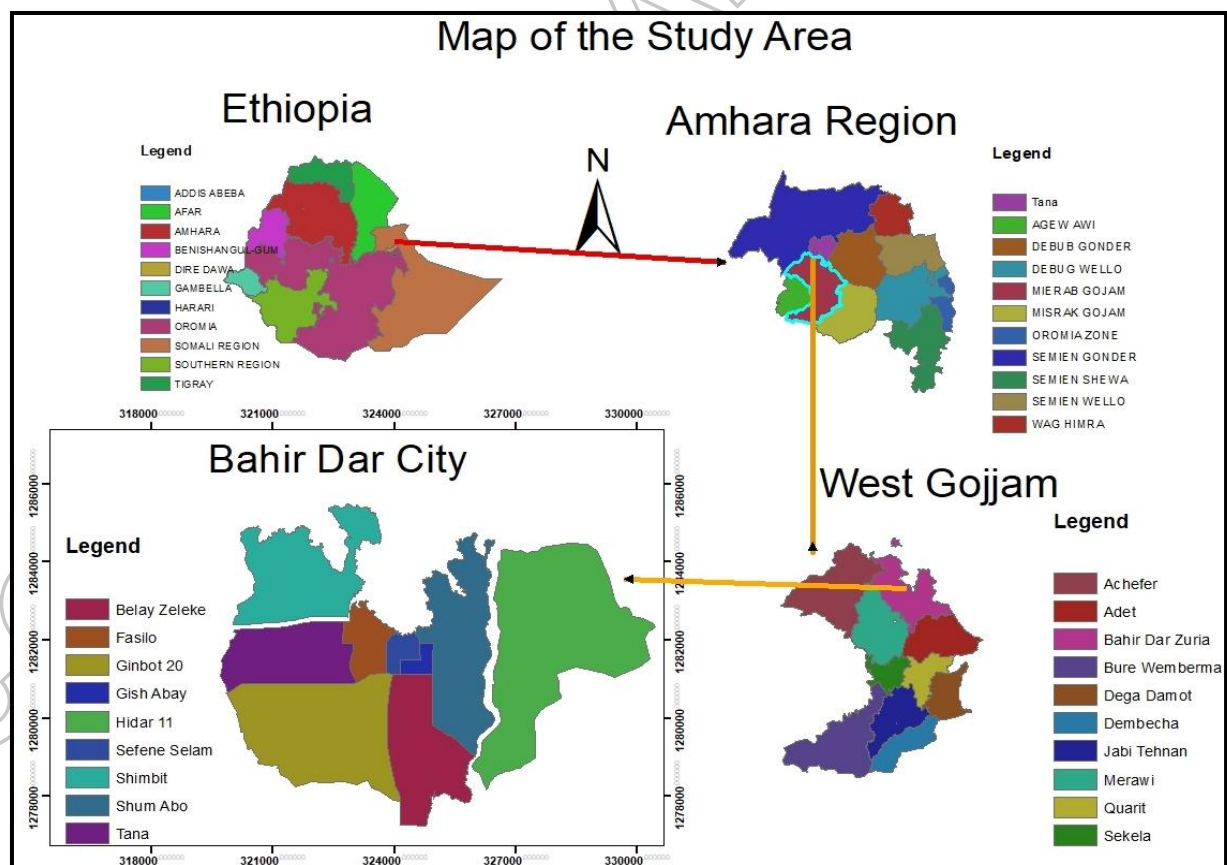 Map of the Study Area
Ethiopia
Legend
ADDIS ABEBA
AFAR
AMHARA
BENISHANGUL-GUM
DIRE DAWA
GAMBELLA
HARARI
OROMIA
SOMALI REGION
SOUTHERN REGION
TIGRAY
N
Amhara Region
Legend
Tana
AGEW AWI
DEBUB GONDER
DEBUG WELLO
MIERAB GOJAM
MISRAK GOJAM
OROMIA ZONE
SEMIEN GONDER
SEMIEN SHEWA
SEMIEN WELLO
WAG HIMRA
318000 321000 324000 327000 330000
Bahir Dar City
Legend
Belay Zeleke
Fasilo
Ginbot 20
Gish Abay
Hidar 11
Sefene Selam
Shimbit
Shum Abo
Tana
1286000
1284000
1282000
1280000
1278000
1286000
1284000
1282000
1280000
1278000
318000 321000 324000 327000 330000
West Gojjam
Legend
Achefer
Adet
Bahir Dar Zuria
Bure Wemberma
Dega Damot
Dembecha
Jabi Tehnan
Merawi
Quarit
Sekela